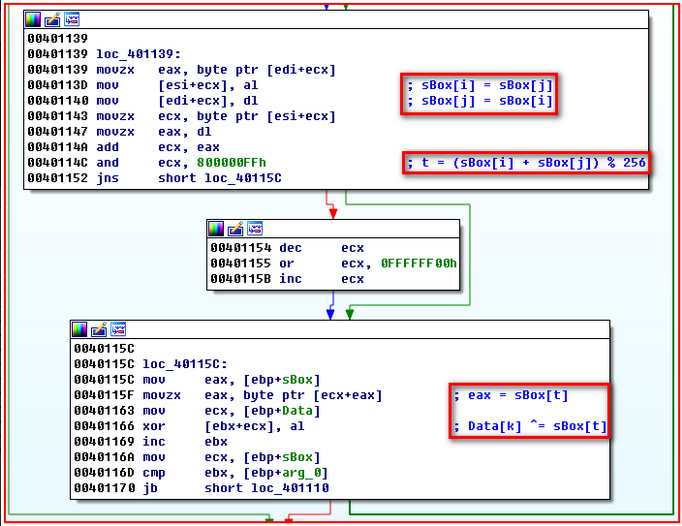 00401139
00401139 loc_401139:
00401139 movzx eax, byte ptr [edi+ecx]
0040113D mov [esi+ecx], al ; sBox[i] = sBox[j]
00401140 mov [edi+ecx], dl ; sBox[j] = sBox[i]
00401143 movzx ecx, byte ptr [esi+ecx]
00401147 movzx eax, dl
0040114A add ecx, eax
0040114C and ecx, 800000FFh ; t = (sBox[i] + sBox[j]) % 256
00401152 jns short loc_40115C
00401154 dec ecx
00401155 or ecx, 0FFFFFF00h
0040115B inc ecx
0040115C
0040115C loc_40115C:
0040115C mov eax, [ebp+sBox]
0040115F movzx eax, byte ptr [ecx+eax] ; eax = sBox[t]
00401163 mov ecx, [ebp+Data]
00401166 xor [ebx+ecx], al ; Data[k] ^= sBox[t]
00401169 inc ebx
0040116A mov ecx, [ebp+sBox]
0040116D cmp ebx, [ebp+arg_0]
00401170 jb short loc_401110